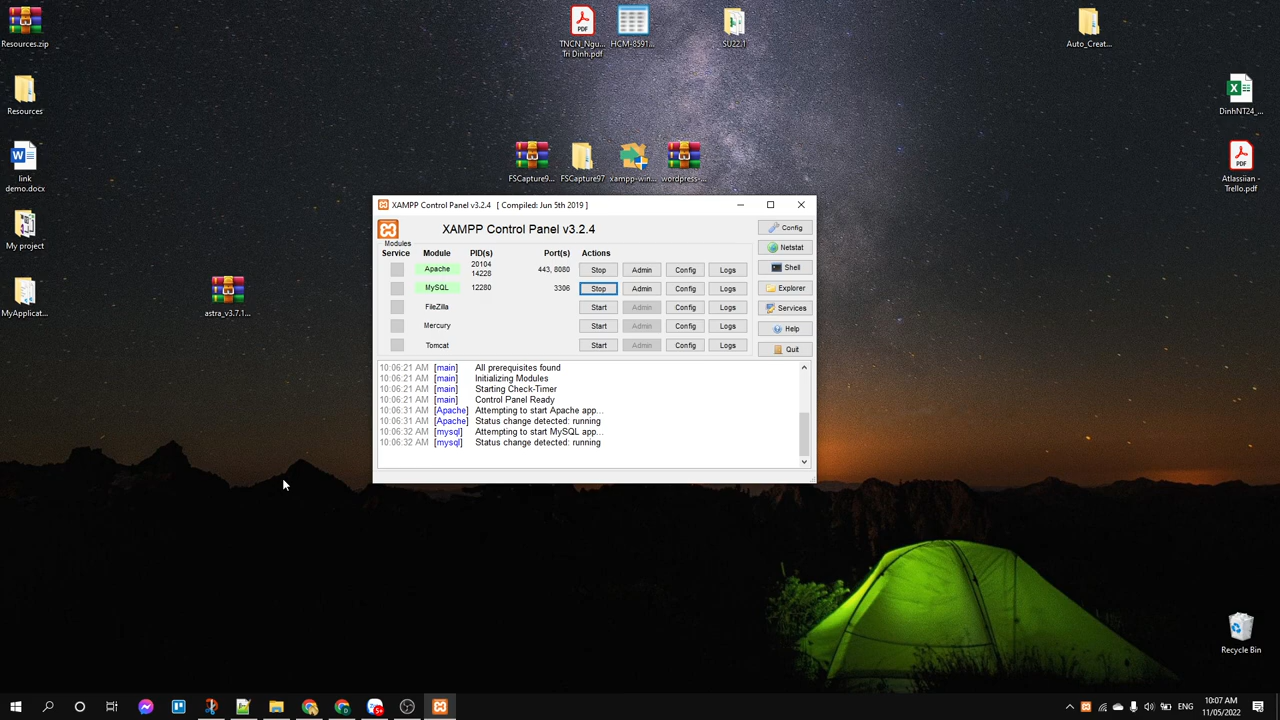 Resources.zip
TNCN_Ngu...
Tri Dinh.pdf
HCM-8591...
SU22.1
Auto_Creat...
Resources
DinhNT24_...
link
demo.docx
FSCapture9...
FSCapture97
xampp-win...
wordpress-...
Atlassiian
- Trello.pdf
My project
MyApplicat...
astra_v3.7.1...
XAMPP Control Panel v3.2.4 [ Compiled: Jun 5th 2019 ]
XAMPP Control Panel v3.2.4
Config
Modules
Service Module PID(s) Port(s) Actions
Netstat
Apache 20104 14228 443, 8080 Stop Admin Config Logs
Shell
MySQL 12280 3306 Stop Admin Config Logs
Explorer
FileZilla Start Admin Config Logs
Services
Mercury Start Admin Config Logs
Help
Tomcat Start Admin Config Logs
Quit
10:06:21 AM [main] All prerequisites found
10:06:21 AM [main] Initializing Modules
10:06:21 AM [main] Starting Check-Timer
10:06:21 AM [main] Control Panel Ready
10:06:31 AM [Apache] Attempting to start Apache app...
10:06:31 AM [Apache] Status change detected: running
10:06:32 AM [mysql] Attempting to start MySQL app...
10:06:32 AM [mysql] Status change detected: running
Recycle Bin
ENG
10:07 AM
11/05/2022